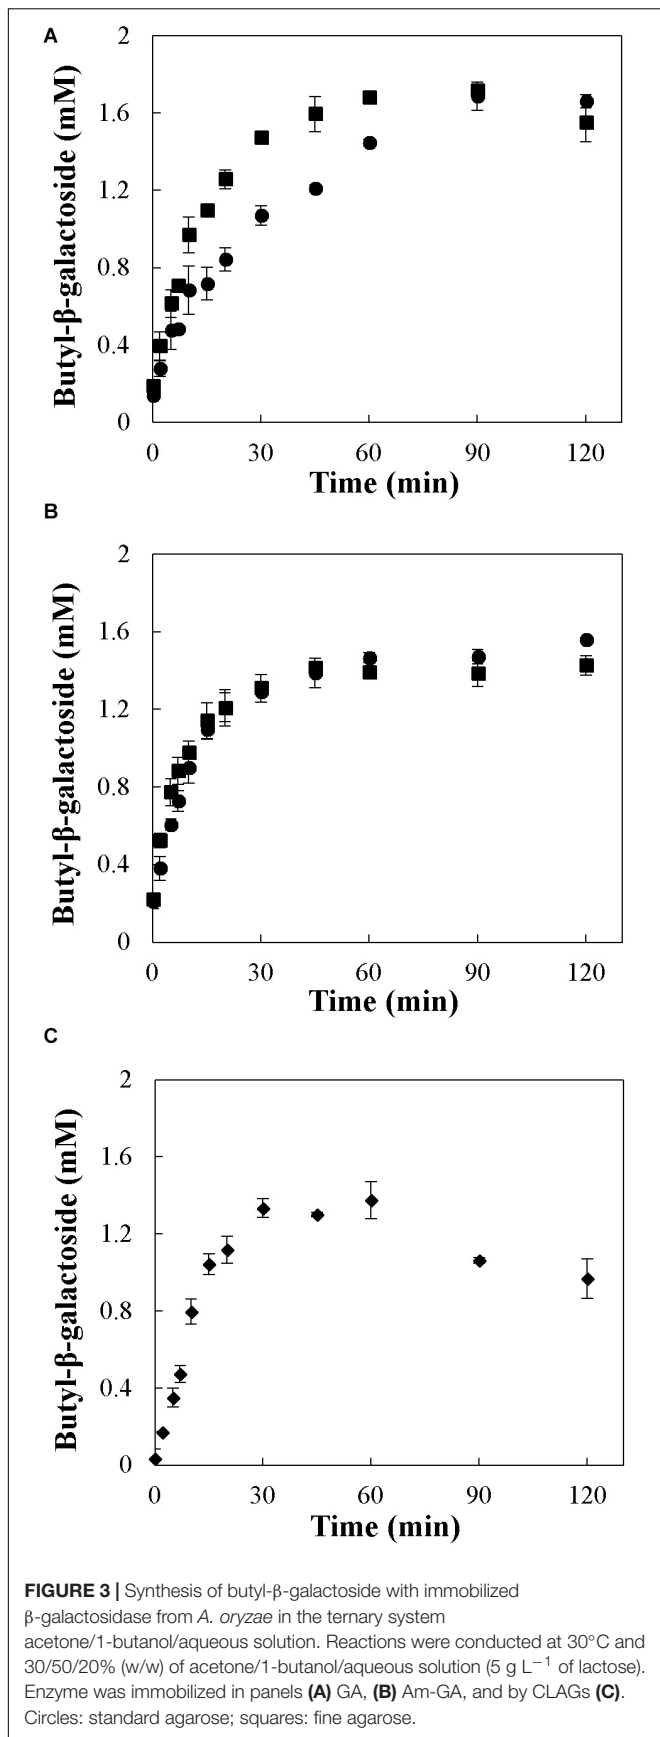 A
2
1.6
1.2
0.8
0.4
0
Butyl-β-galactoside (mM)
0 30 60 90 120
Time (min)
B
2
1.6
1.2
0.8
0.4
0
Butyl-β-galactoside (mM)
0 30 60 90 120
Time (min)
C
2
1.6
1.2
0.8
0.4
0
Butyl-β-galactoside (mM)
0 30 60 90 120
Time (min)
FIGURE 3 | Synthesis of butyl-β-galactoside with immobilized
β-galactosidase from A. oryzae in the ternary system
acetone/1-butanol/aqueous solution. Reactions were conducted at 30°C and
30/50/20% (w/w) of acetone/1-butanol/aqueous solution (5 g L⁻¹ of lactose).
Enzyme was immobilized in panels (A) GA, (B) Am-GA, and by CLAGs (C).
Circles: standard agarose; squares: fine agarose.